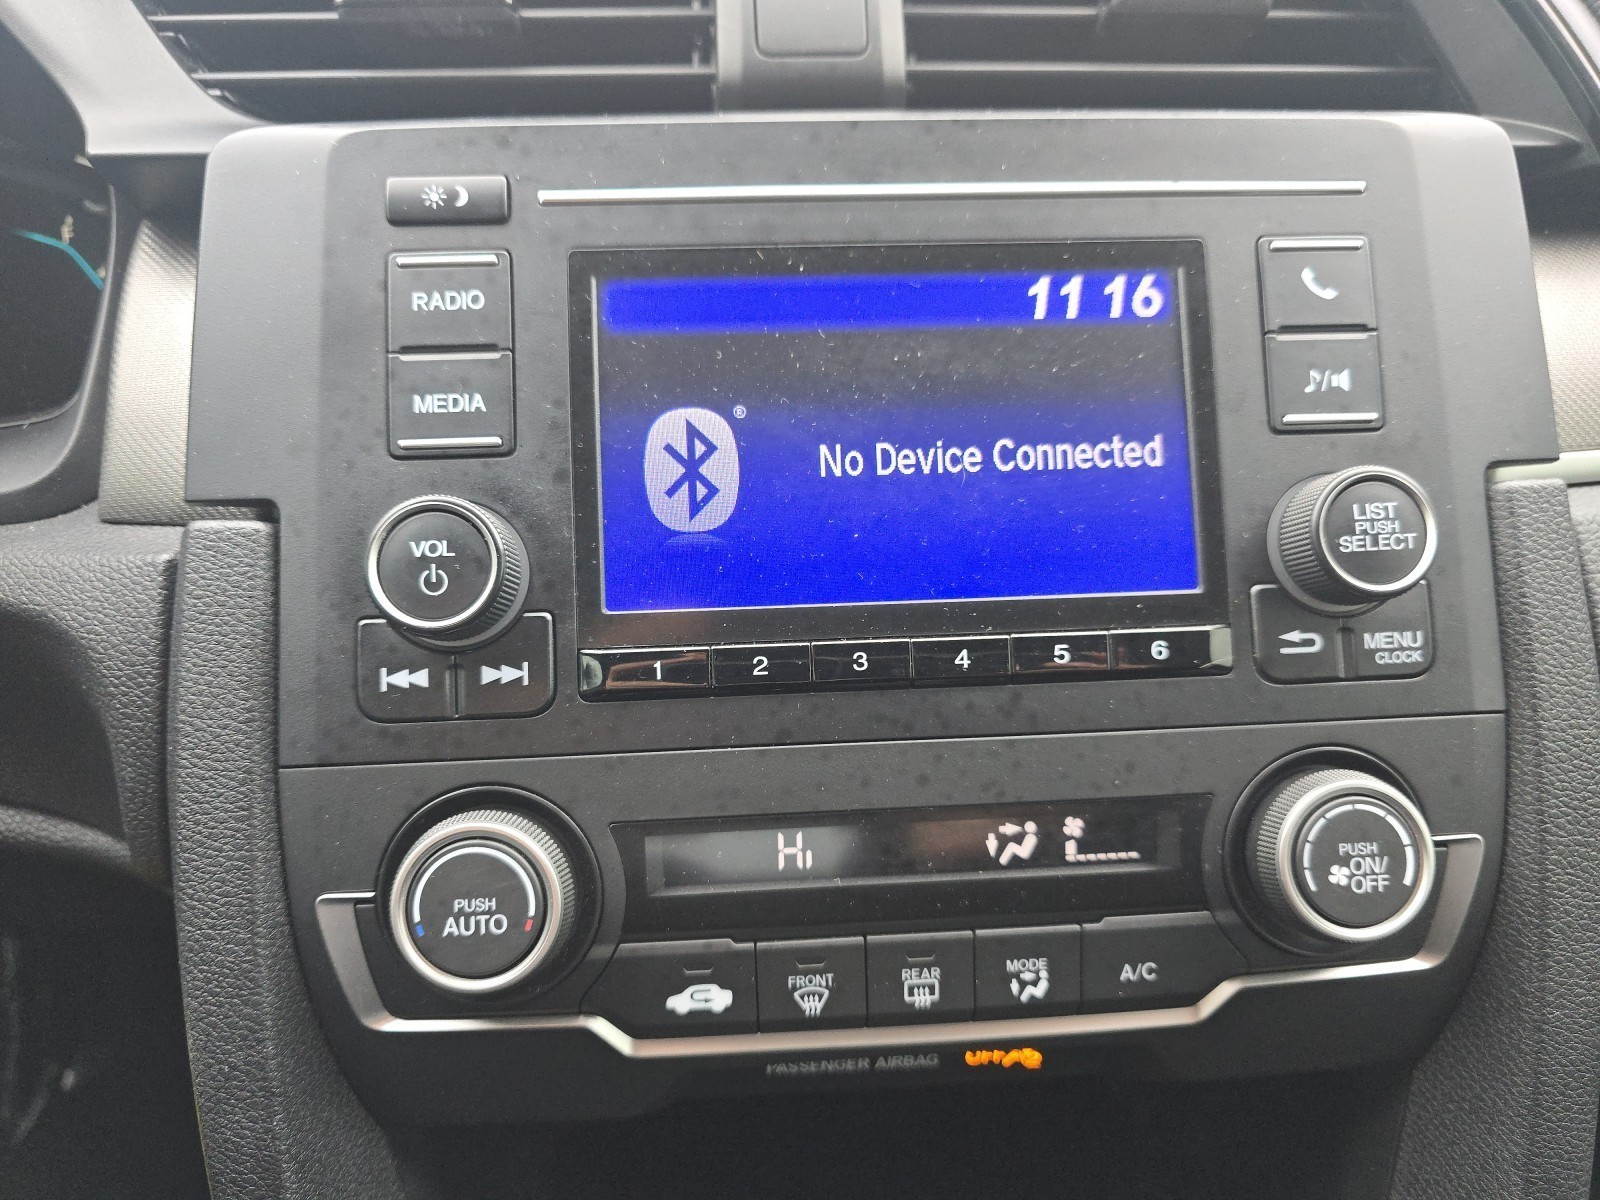 RADIO
MEDIA
VOL
11 16
®
No Device Connected
LIST
PUSH
SELECT
MENU
CLOCK
1 2 3 4 5 6
PUSH
AUTO
Hi
PUSH
ON/
OFF
FRONT
REAR
MODE
A/C
PASSENGER AIRBAG OFF